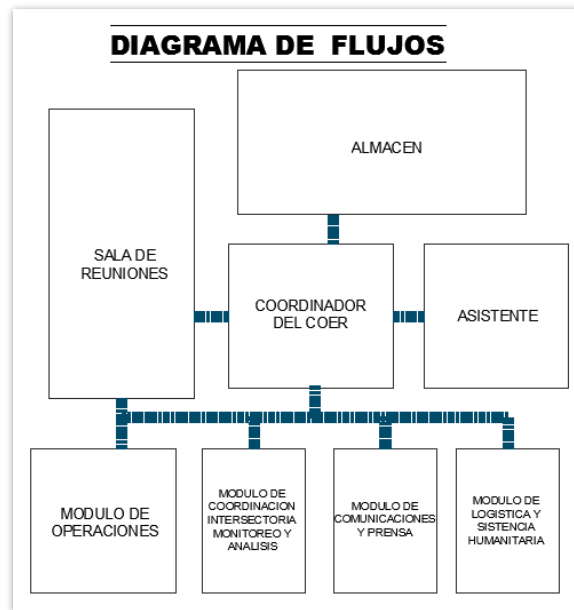 DIAGRAMA DE FLUJOS
ALMACEN
SALA DE
REUNIONES
COORDINADOR
DEL COER
ASISTENTE
MODULO DE
OPERACIONES
MODULO DE
COORDINACION
INTERSECTORIA
MONITOREO Y
ANALISIS
MODULO DE
COMUNICACIONES
Y PRENSA
MODULO DE
LOGISTICA Y
SISTENCIA
HUMANITARIA